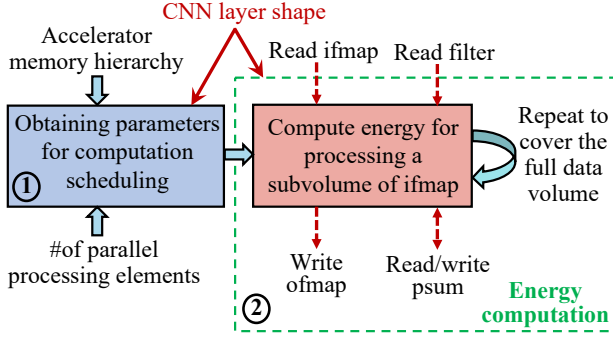 CNN layer shape
Accelerator
memory hierarchy
Read ifmap
Read filter
Obtaining parameters
for computation
scheduling
1
Compute energy for
processing a
subvolume of ifmap
Repeat to
cover the
full data
volume
#of parallel
processing elements
Write
ofmap
Read/write
psum
2
Energy
computation